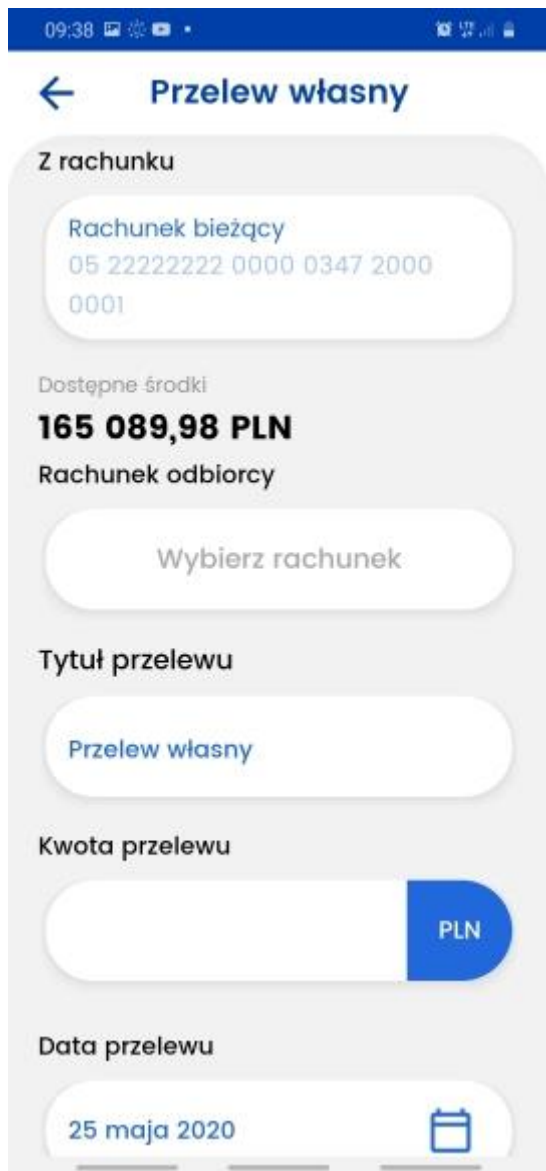 09:38
Przelew własny
Z rachunku
Rachunek bieżący
05 22222222 0000 0347 2000
0001
Dostępne środki
165 089,98 PLN
Rachunek odbiorcy
Wybierz rachunek
Tytuł przelewu
Przelew własny
Kwota przelewu
PLN
Data przelewu
25 maja 2020